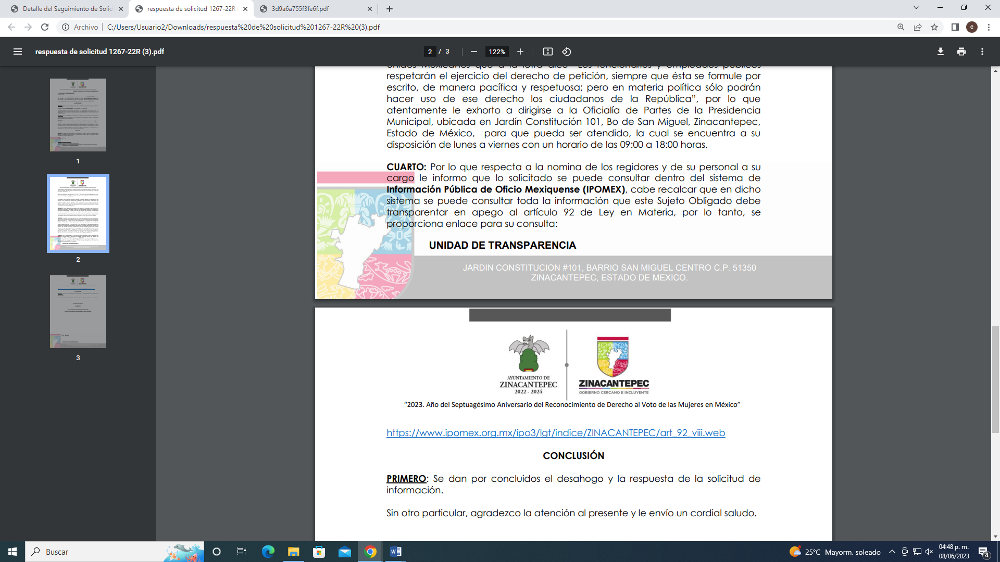 Detalle del Seguimiento de Solici
respuesta de solicitud 1267-22R
3d9a6a755f3fe6f.pdf
Archivo
C:/Users/Usuario2/Downloads/respuesta%20de%20solicitud%201267-22R%20(3).pdf
e
respuesta de solicitud 1267-22R (3).pdf
2 / 3
122%
1
2
3
Unidos Mexicanos que a la letra dice “Los funcionarios y empleados públicos
respetarán el ejercicio del derecho de petición, siempre que ésta se formule por
escrito, de manera pacífica y respetuosa; pero en materia política sólo podrán
hacer uso de ese derecho los ciudadanos de la República”, por lo que
atentamente le exhorto a dirigirse a la Oficialía de Partes de la Presidencia
Municipal, ubicada en Jardín Constitución 101, Bo de San Miguel, Zinacantepec,
Estado de México, para que pueda ser atendido, la cual se encuentra a su
disposición de lunes a viernes con un horario de las 09:00 a 18:00 horas.
CUARTO: Por lo que respecta a la nomina de los regidores y de su personal a su
cargo le informo que lo solicitado se puede consultar dentro del sistema de
Información Pública de Oficio Mexiquense (IPOMEX), cabe recalcar que en dicho
sistema se puede consultar toda la información que este Sujeto Obligado debe
transparentar en apego al artículo 92 de Ley en Materia, por lo tanto, se
proporciona enlace para su consulta:
UNIDAD DE TRANSPARENCIA
JARDIN CONSTITUCION #101, BARRIO SAN MIGUEL CENTRO C.P. 51350
ZINACANTEPEC, ESTADO DE MEXICO.
AYUNTAMIENTO DE
ZINACANTEPEC
2022 - 2024
ZINACANTEPEC
GOBIERNO CERCANO E INCLUYENTE
“2023. Año del Septuagésimo Aniversario del Reconocimiento de Derecho al Voto de las Mujeres en México”
https://www.ipomex.org.mx/ipo3/lgt/indice/ZINACANTEPEC/art_92_viii.web
CONCLUSIÓN
PRIMERO: Se dan por concluidos el desahogo y la respuesta de la solicitud de
información.
Sin otro particular, agradezco la atención al presente y le envío un cordial saludo.
Buscar
25°C Mayorm. soleado
04:48 p. m.
08/06/2023
4